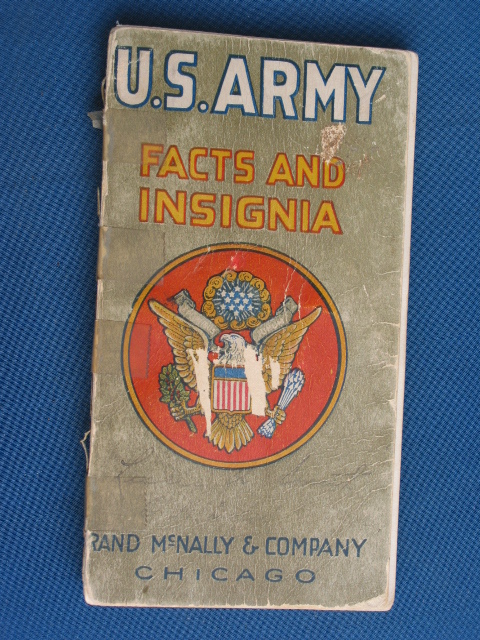 U.S. ARMY
FACTS AND
INSIGNIA
RAND McNALLY & COMPANY
CHICAGO